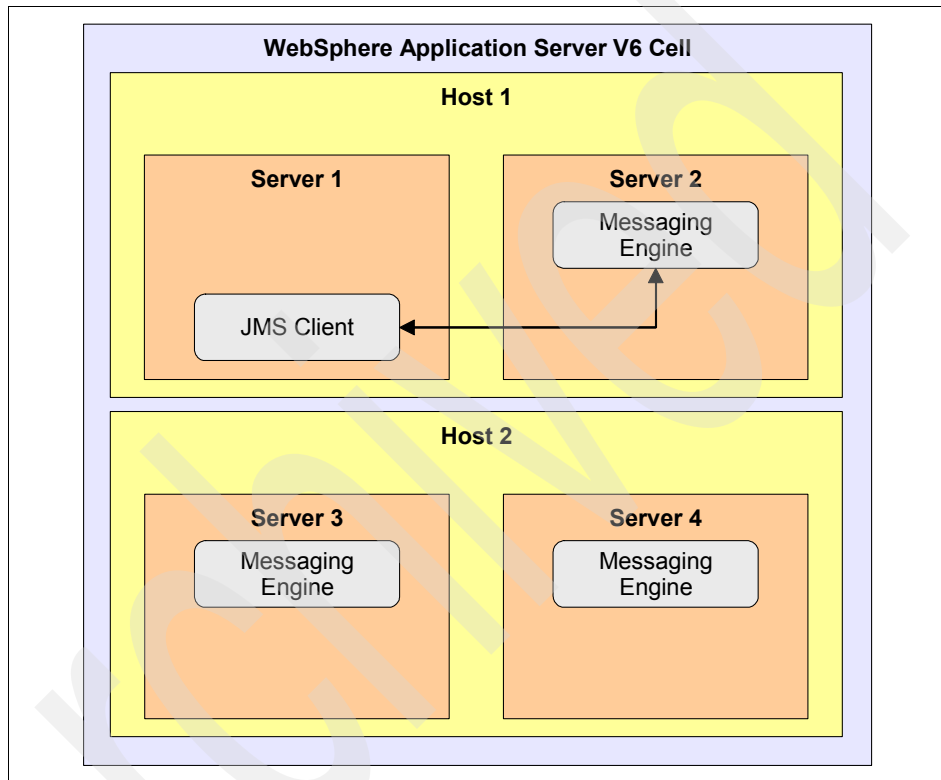 WebSphere Application Server V6 Cell
Host 1
Server 1
Server 2
Messaging
Engine
JMS Client
Host 2
Server 3
Server 4
Messaging
Engine
Messaging
Engine
rchived